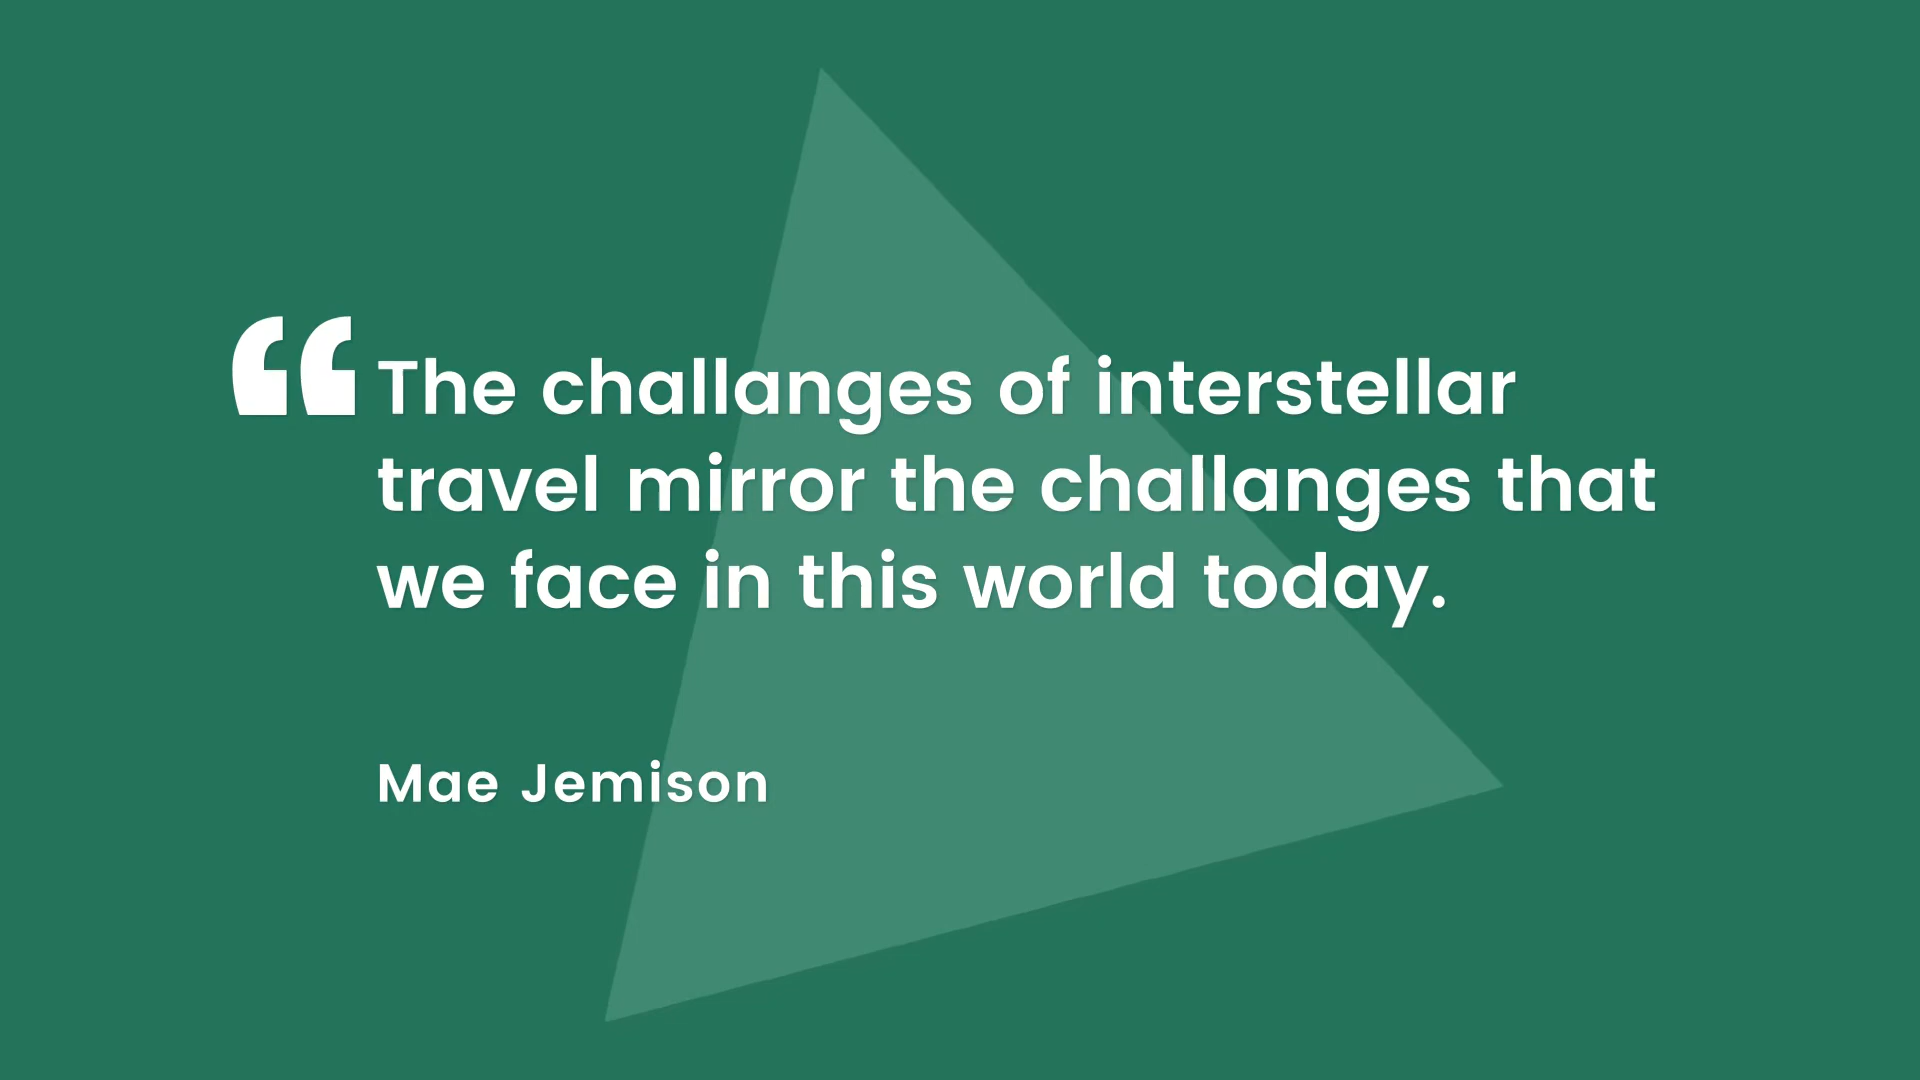 “The challanges of interstellar
travel mirror the challanges that
we face in this world today.
Mae Jemison